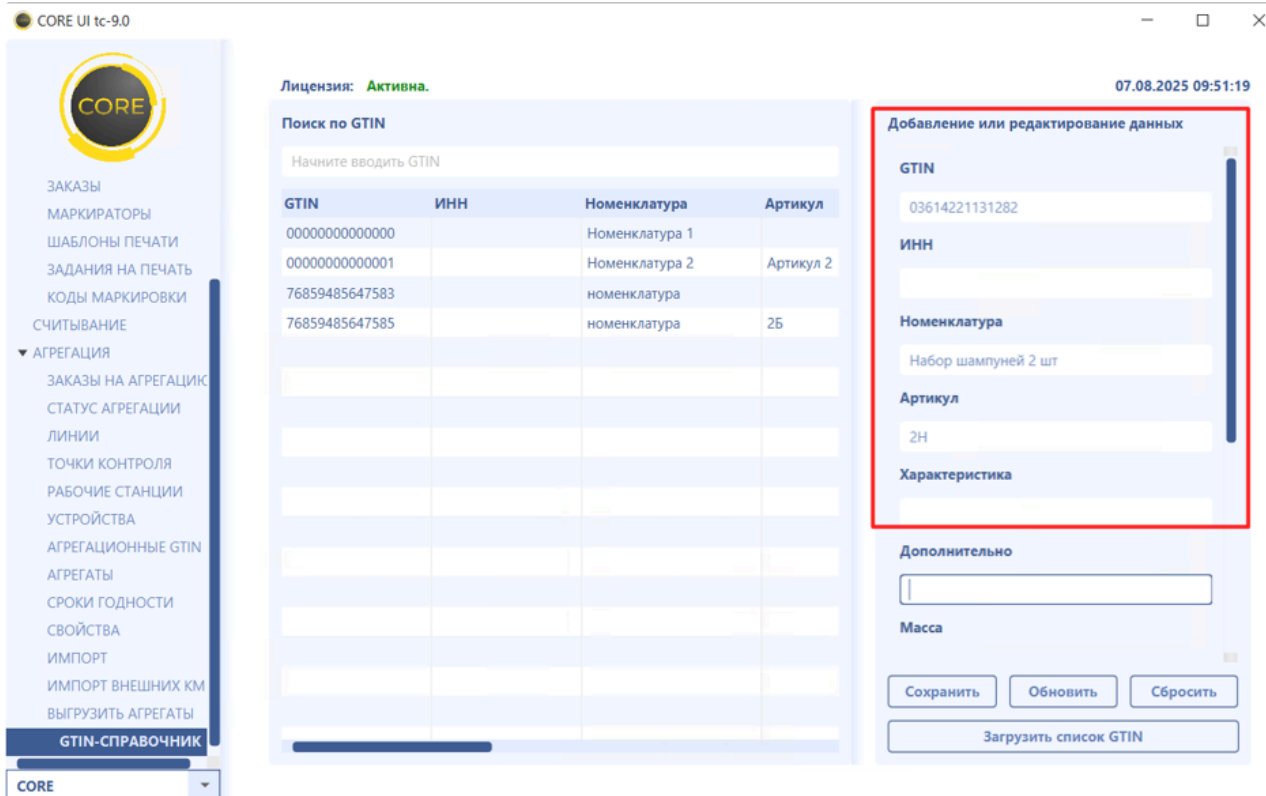 CORE UI tc-9.0
CORE
ЗАКАЗЫ
МАРКИРАТОРЫ
ШАБЛОНЫ ПЕЧАТИ
ЗАДАНИЯ НА ПЕЧАТЬ
КОДЫ МАРКИРОВКИ
СЧИТЫВАНИЕ
АГРЕГАЦИЯ
ЗАКАЗЫ НА АГРЕГАЦИЮ
СТАТУС АГРЕГАЦИИ
ЛИНИИ
ТОЧКИ КОНТРОЛЯ
РАБОЧИЕ СТАНЦИИ
УСТРОЙСТВА
АГРЕГАЦИОННЫЕ GTIN
АГРЕГАТЫ
СРОКИ ГОДНОСТИ
СВОЙСТВА
ИМПОРТ
ИМПОРТ ВНЕШНИХ КМ
ВЫГРУЗИТЬ АГРЕГАТЫ
GTIN-СПРАВОЧНИК
CORE
Лицензия: Активна.
07.08.2025 09:51:19
Поиск по GTIN
Начните вводить GTIN
GTIN ИНН Номенклатура Артикул
00000000000000 Номенклатура 1
00000000000001 Номенклатура 2 Артикул 2
76859485647583 номенклатура
76859485647585 номенклатура 2Б
Добавление или редактирование данных
GTIN
03614221131282
ИНН
Номенклатура
Набор шампуней 2 шт
Артикул
2Н
Характеристика
Дополнительно
Масса
Сохранить Обновить Сбросить
Загрузить список GTIN